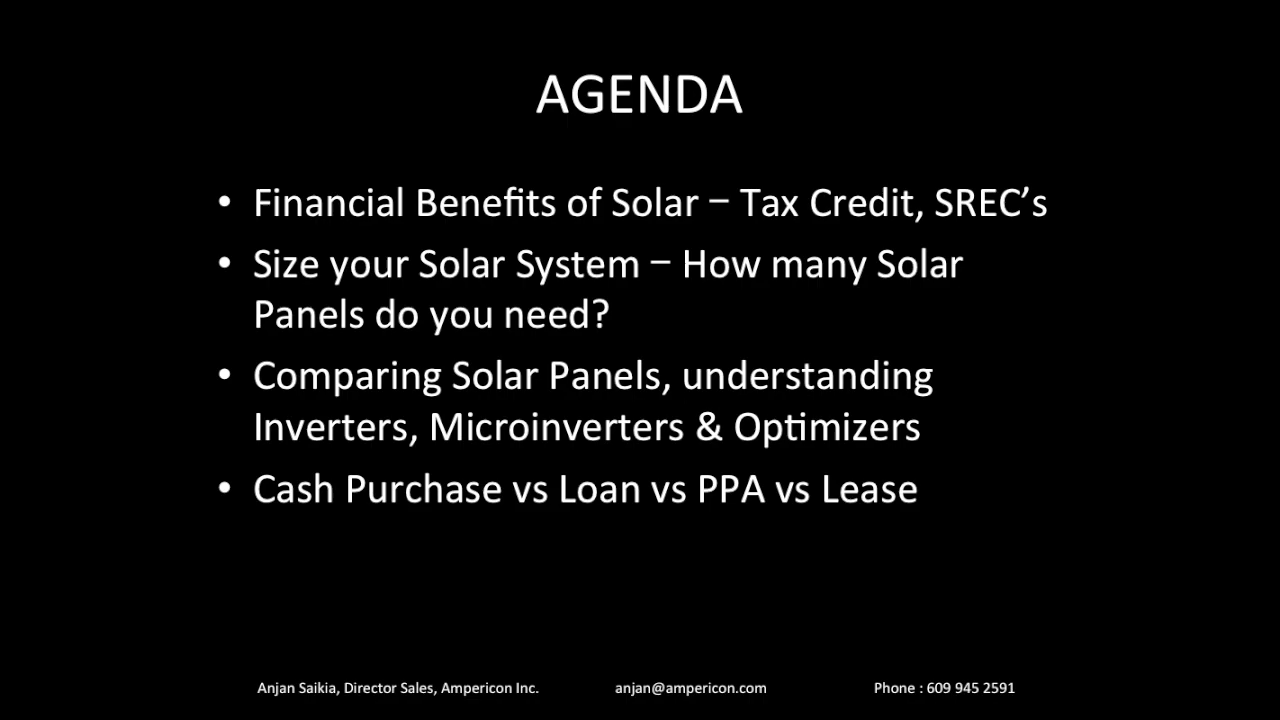 AGENDA
• Financial Benefits of Solar – Tax Credit, SREC’s
• Size your Solar System – How many Solar
Panels do you need?
• Comparing Solar Panels, understanding
Inverters, Microinverters & Optimizers
• Cash Purchase vs Loan vs PPA vs Lease
Anjan Saikia, Director Sales, Ampericon Inc. anjan@ampericon.com Phone : 609 945 2591